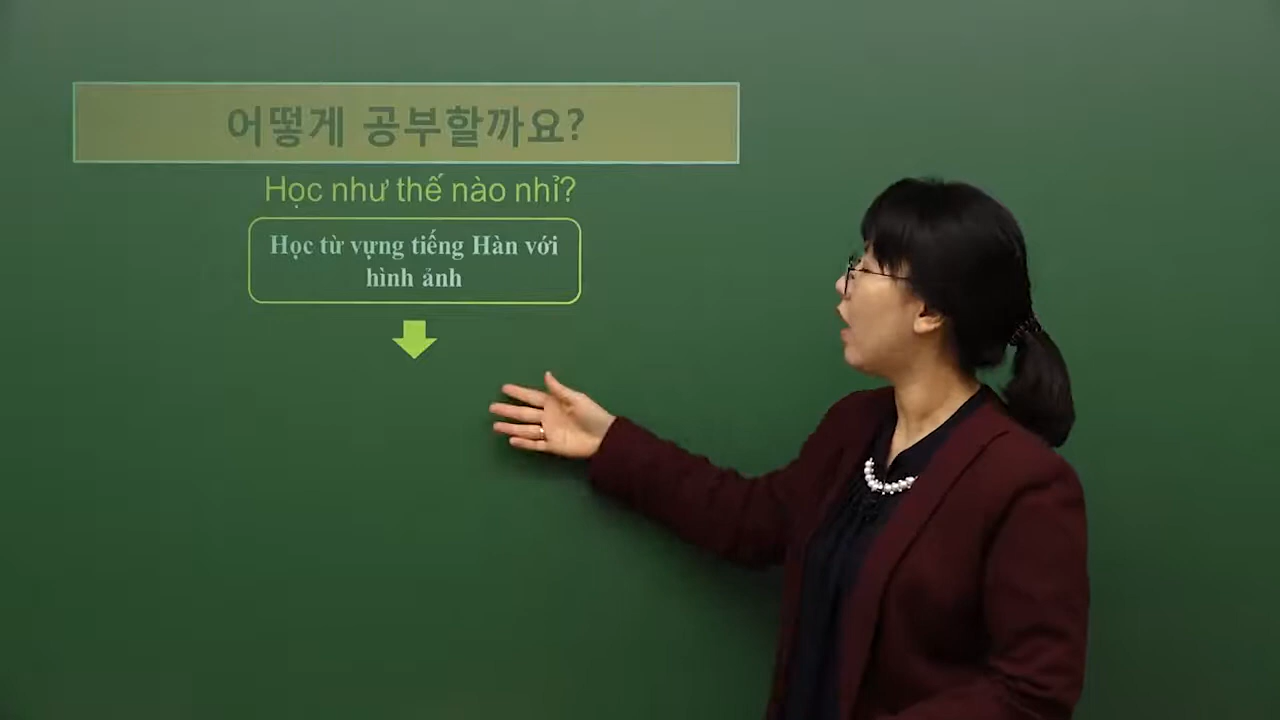 어떻게 공부할까요?
Học như thế nào nhỉ?
Học từ vựng tiếng Hàn với
hình ảnh